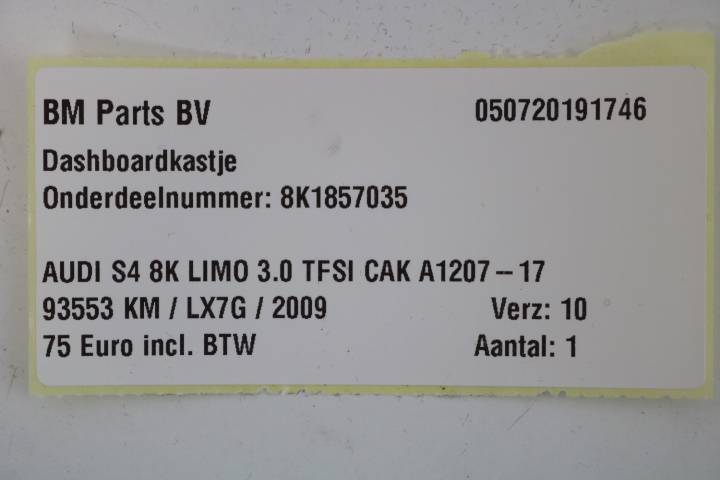 BM Parts BV 050720191746
Dashboardkastje
Onderdeelnummer: 8K1857035
AUDI S4 8K LIMO 3.0 TFSI CAK A1207 – 17
93553 KM / LX7G / 2009 Verz: 10
75 Euro incl. BTW Aantal: 1